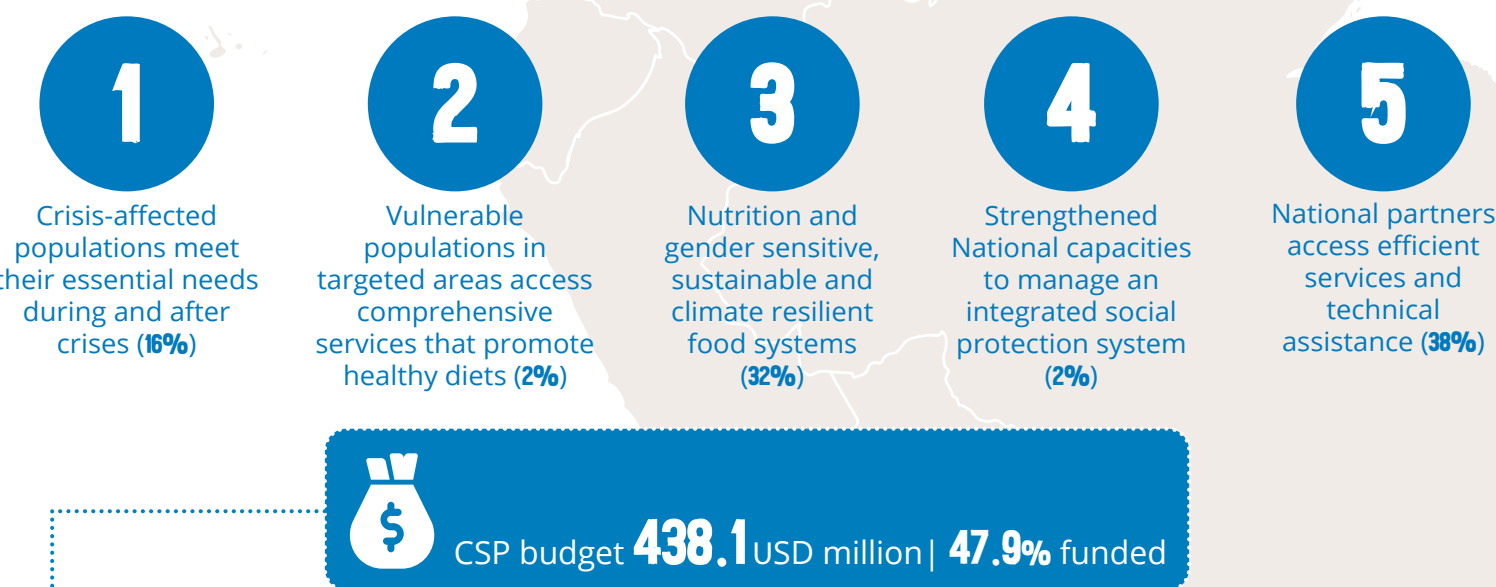 1
Crisis-affected
populations meet
their essential needs
during and after
crises (16%)
2
Vulnerable
populations in
targeted areas access
comprehensive
services that promote
healthy diets (2%)
3
Nutrition and
gender sensitive,
sustainable and
climate resilient
food systems
(32%)
4
Strengthened
National capacities
to manage an
integrated social
protection system
(2%)
5
National partners
access efficient
services and
technical
assistance (38%)
$
CSP budget 438.1 USD million| 47.9% funded